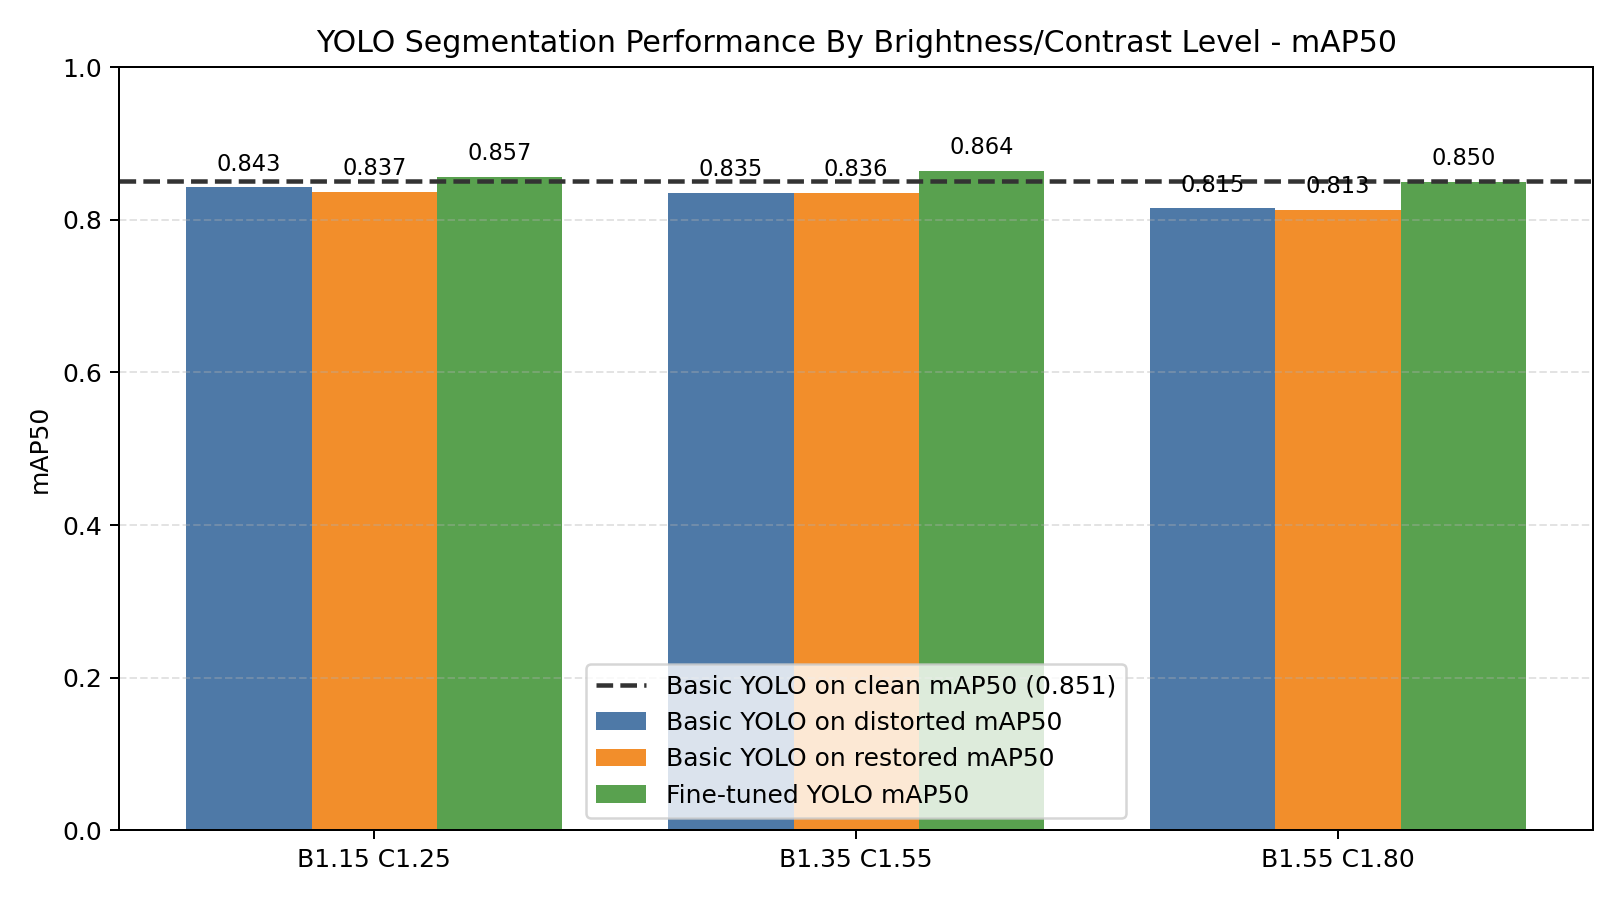 YOLO Segmentation Performance By Brightness/Contrast Level - mAP50
1.0
0.8
0.6
0.4
0.2
0.0
mAP50
0.843
0.837
0.857
0.835
0.836
0.864
0.815
0.813
0.850
Basic YOLO on clean mAP50 (0.851)
Basic YOLO on distorted mAP50
Basic YOLO on restored mAP50
Fine-tuned YOLO mAP50
B1.15 C1.25
B1.35 C1.55
B1.55 C1.80